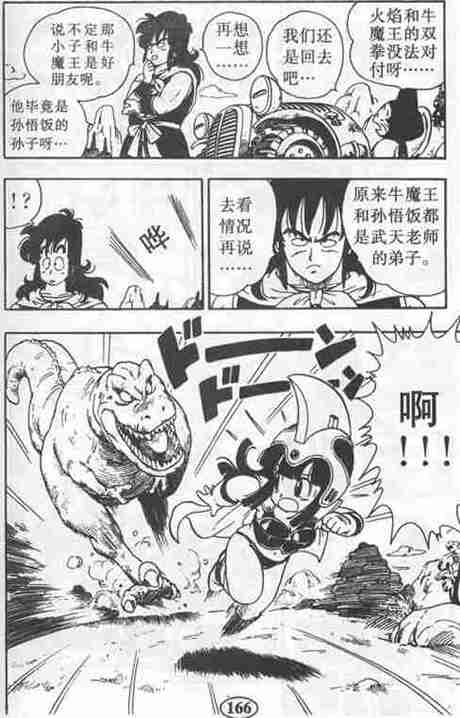 火焰和牛
魔王的双
拳没法对
付呀…
我们还
是回去
吧…
再想
一想
……
说不定那
小子和牛
魔王是好
朋友呢。
他毕竟是
孙悟饭的
孙子呀…
原来牛魔王
和孙悟饭都
是武天老师
的弟子。
去看
情况
再说
……
!?
ドドーン
ドドーン
啊
!!!
166